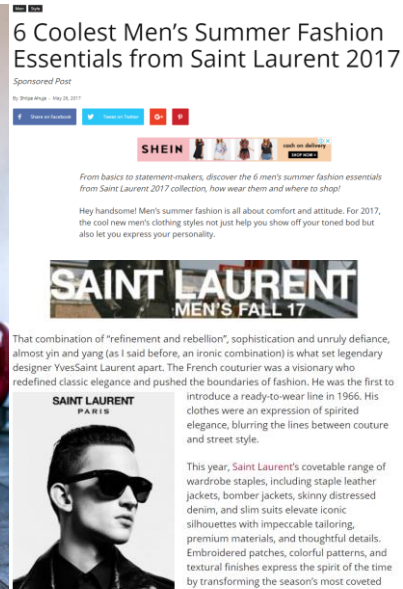 Men Style
6 Coolest Men's Summer Fashion
Essentials from Saint Laurent 2017
Sponsored Post
By Shilpa Ahuja - May 26, 2017
Share on Facebook Tweet on Twitter G+
SHEIN cash on delivery
SHOP NOW
From basics to statement-makers, discover the 6 men's summer fashion essentials
from Saint Laurent 2017 collection, how wear them and where to shop!
Hey handsome! Men's summer fashion is all about comfort and attitude. For 2017,
the cool new men's clothing styles not just help you show off your toned bod but
also let you express your personality.
SAINT LAURENT
MEN'S FALL 17
That combination of "refinement and rebellion", sophistication and unruly defiance,
almost yin and yang (as I said before, an ironic combination) is what set legendary
designer YvesSaint Laurent apart. The French couturier was a visionary who
redefined classic elegance and pushed the boundaries of fashion. He was the first to
introduce a ready-to-wear line in 1966. His
clothes were an expression of spirited
elegance, blurring the lines between couture
and street style.
SAINT LAURENT
PARIS
This year, Saint Laurent's covetable range of
wardrobe staples, including staple leather
jackets, bomber jackets, skinny distressed
denim, and slim suits elevate iconic
silhouettes with impeccable tailoring,
premium materials, and thoughtful details.
Embroidered patches, colorful patterns, and
textural finishes express the spirit of the time
by transforming the season's most coveted